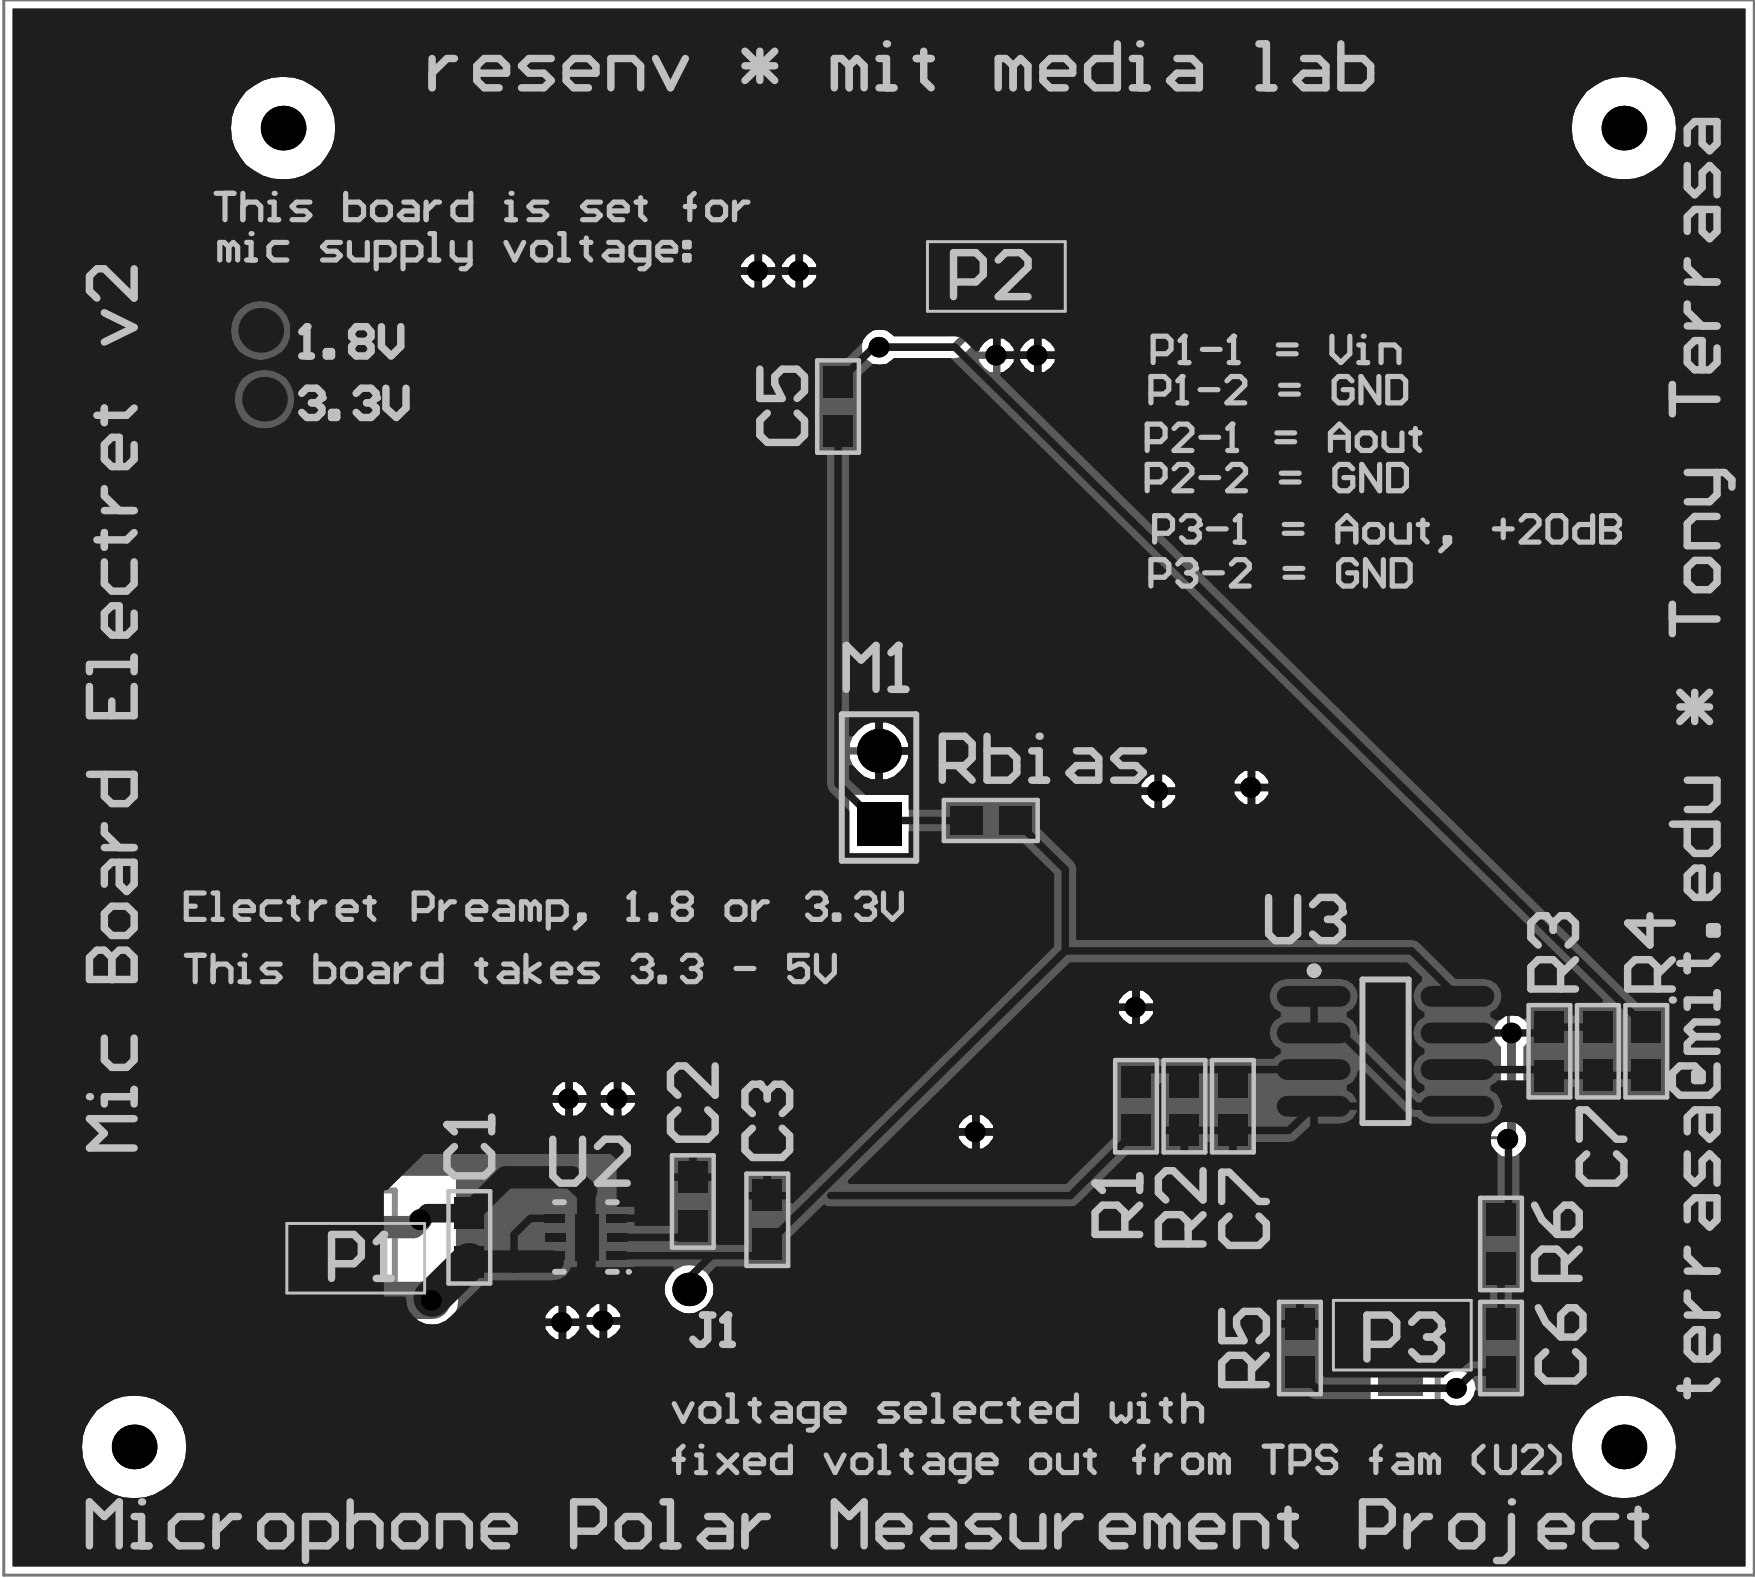 resenv * mit media lab
This board is set for
mic supply voltage:
1.8V
3.3V
Mic Board Electret v2
P2
C5
P1-1 = Vin
P1-2 = GND
P2-1 = Aout
P2-2 = GND
P3-1 = Aout, +20dB
P3-2 = GND
terrasa@mit.edu * Tony Terrasa
M1
Rbias
Electret Preamp, 1.8 or 3.3V
This board takes 3.3 - 5V
U3
R3
R4
C1
U2
C2
C3
R1
R2
C7
C7
P1
J1
R6
R5
P3
C6
voltage selected with
fixed voltage out from TPS fam (U2)
Microphone Polar Measurement Project